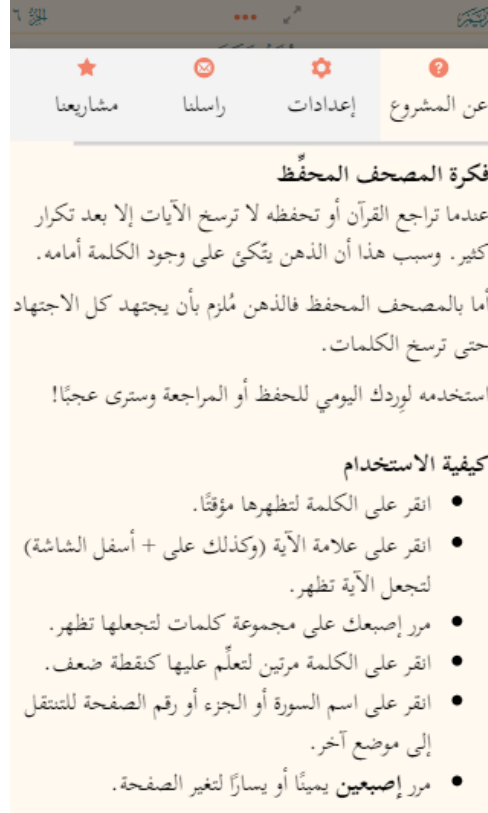 الجزء ٦
عن المشروع
إعدادات
راسلنا
مشاريعنا
فكرة المصحف المحفِّظ
عندما تراجع القرآن أو تحفظه لا ترسخ الآيات إلا بعد تكرار
كثير. وسبب هذا أن الذهن يتّكئ على وجود الكلمة أمامه.
أما بالمصحف المحفظ فالذهن مُلزم بأن يجتهد كل الاجتهاد
حتى ترسخ الكلمات.
استخدمه لوِردك اليومي للحفظ أو المراجعة وسترى عجبًا!
كيفية الاستخدام
● انقر على الكلمة لتظهرها مؤقتًا.
● انقر على علامة الآية (وكذلك على + أسفل الشاشة)
لتجعل الآية تظهر.
● مرر إصبعك على مجموعة كلمات لتجعلها تظهر.
● انقر على الكلمة مرتين لتعلِّم عليها كنقطة ضعف.
● انقر على اسم السورة أو الجزء أو رقم الصفحة للتنتقل
إلى موضع آخر.
● مرر إصبعين يمينًا أو يسارًا لتغير الصفحة.